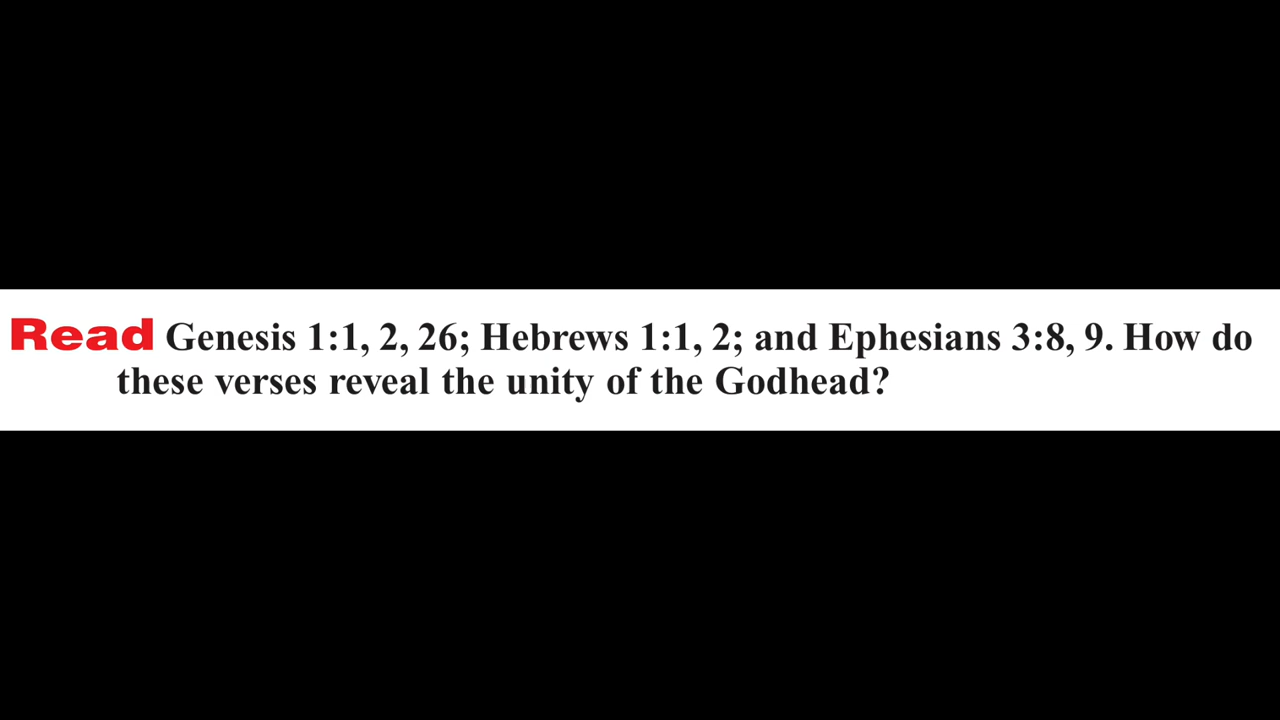 Read Genesis 1:1, 2, 26; Hebrews 1:1, 2; and Ephesians 3:8, 9. How do
these verses reveal the unity of the Godhead?